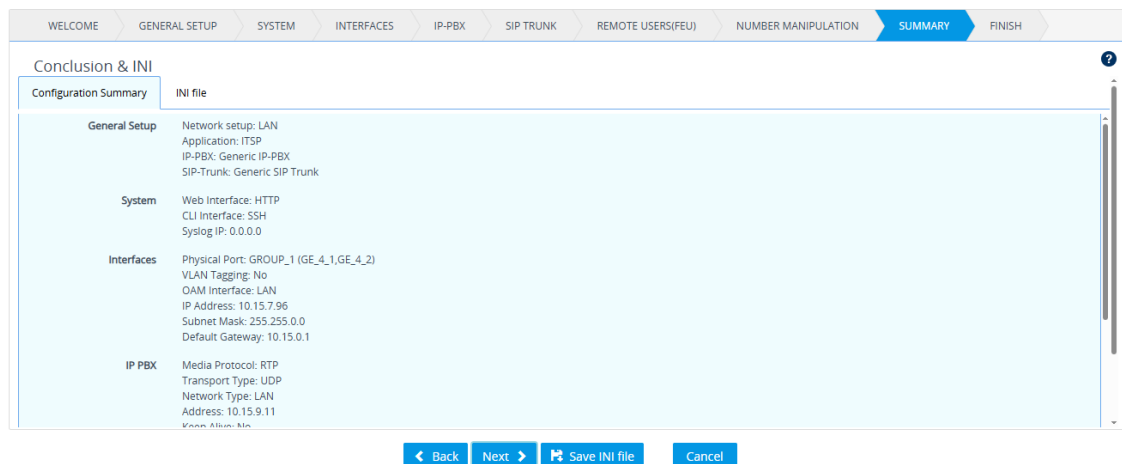 WELCOME GENERAL SETUP SYSTEM INTERFACES IP-PBX SIP TRUNK REMOTE USERS(FEU) NUMBER MANIPULATION SUMMARY FINISH
Conclusion & INI
?
Configuration Summary INI file
General Setup Network setup: LAN
Application: ITSP
IP-PBX: Generic IP-PBX
SIP-Trunk: Generic SIP Trunk
System Web Interface: HTTP
CLI Interface: SSH
Syslog IP: 0.0.0.0
Interfaces Physical Port: GROUP_1 (GE_4_1,GE_4_2)
VLAN Tagging: No
OAM Interface: LAN
IP Address: 10.15.7.96
Subnet Mask: 255.255.0.0
Default Gateway: 10.15.0.1
IP PBX Media Protocol: RTP
Transport Type: UDP
Network Type: LAN
Address: 10.15.9.11
Keep Alive: No
Back Next Save INI file Cancel